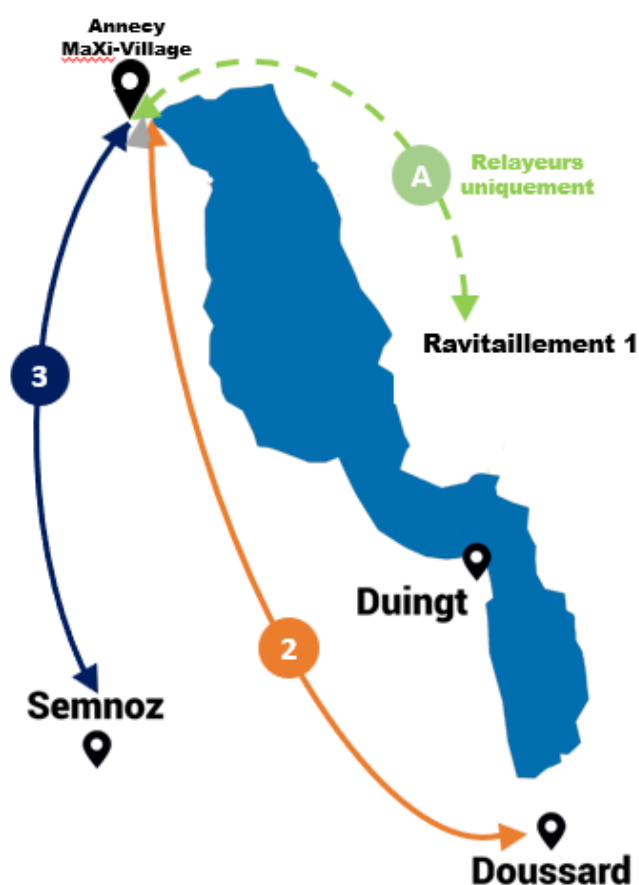 Annecy
MaXi-Village
A
Relayeurs
uniquement
Ravitaillement 1
3
Duingt
2
Semnoz
Doussard